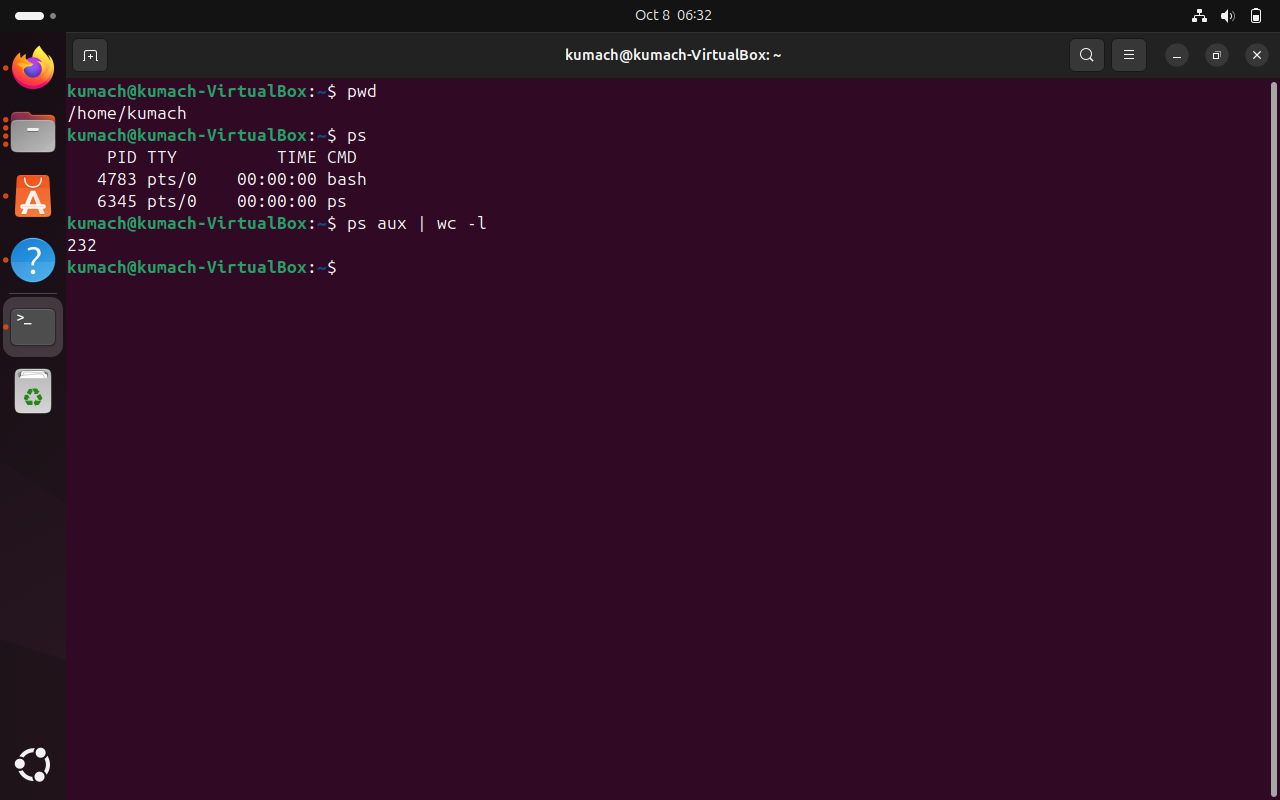 Oct 8 06:32
kumach@kumach-VirtualBox: ~
kumach@kumach-VirtualBox:~$ pwd
/home/kumach
kumach@kumach-VirtualBox:~$ ps
    PID TTY          TIME CMD
   4783 pts/0    00:00:00 bash
   6345 pts/0    00:00:00 ps
kumach@kumach-VirtualBox:~$ ps aux | wc -l
232
kumach@kumach-VirtualBox:~$